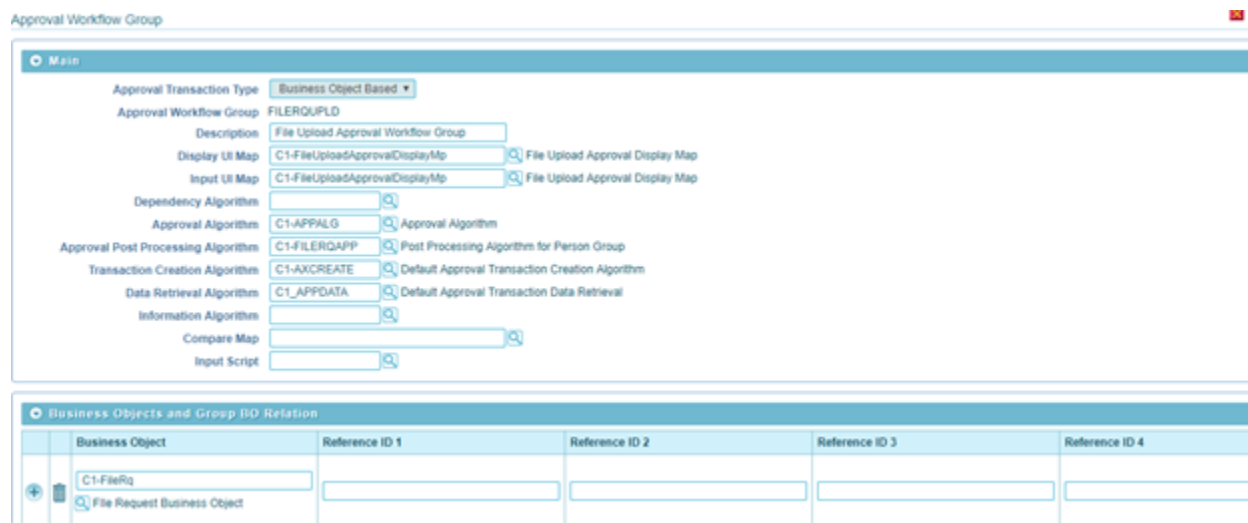 Approval Workflow Group
Main
Approval Transaction Type Business Object Based
Approval Workflow Group FILERQUPLD
Description File Upload Approval Workflow Group
Display UI Map C1-FileUploadApprovalDisplayMp File Upload Approval Display Map
Input UI Map C1-FileUploadApprovalDisplayMp File Upload Approval Display Map
Dependency Algorithm
Approval Algorithm C1-APPALG Approval Algorithm
Approval Post Processing Algorithm C1-FILERQAPP Post Processing Algorithm for Person Group
Transaction Creation Algorithm C1-AXCREATE Default Approval Transaction Creation Algorithm
Data Retrieval Algorithm C1_APPDATA Default Approval Transaction Data Retrieval
Information Algorithm
Compare Map
Input Script
Business Objects and Group BO Relation
Business Object Reference ID 1 Reference ID 2 Reference ID 3 Reference ID 4
C1-FileRq
File Request Business Object